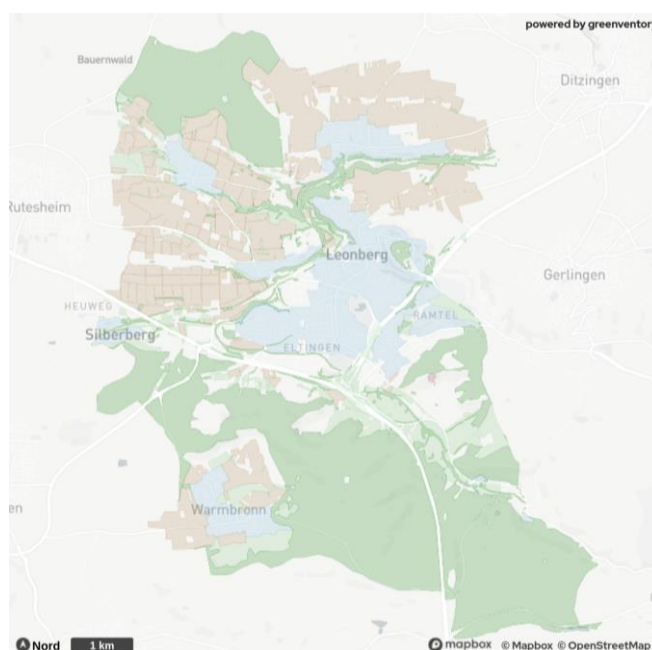 powered by greenventory
Bauernwald
Ditzingen
Rutesheim
Leonberg
Gerlingen
HEUWEG
RAMTEL
Silberberg
ELTINGEN
Warmbronn
en
Nord
1 km
mapbox © Mapbox © OpenStreetMap